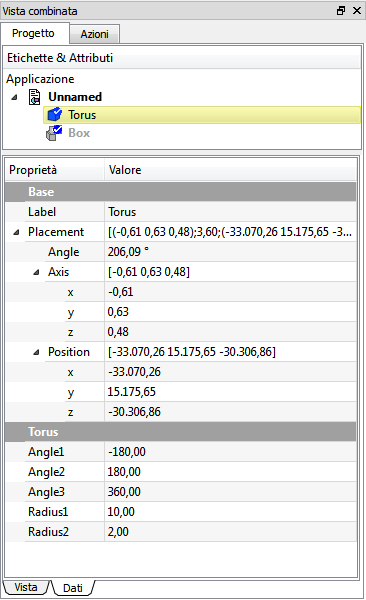 Vista combinata
Progetto Azioni
Etichette & Attributi
Applicazione
Unnamed
Torus
Box
Proprietà Valore
Base
Label Torus
Placement [(-0,61 0,63 0,48);3,60;(-33.070,26 15.175,65 -3...
Angle 206,09 °
Axis [-0,61 0,63 0,48]
x -0,61
y 0,63
z 0,48
Position [-33.070,26 15.175,65 -30.306,86]
x -33.070,26
y 15.175,65
z -30.306,86
Torus
Angle1 -180,00
Angle2 180,00
Angle3 360,00
Radius1 10,00
Radius2 2,00
Vista Dati